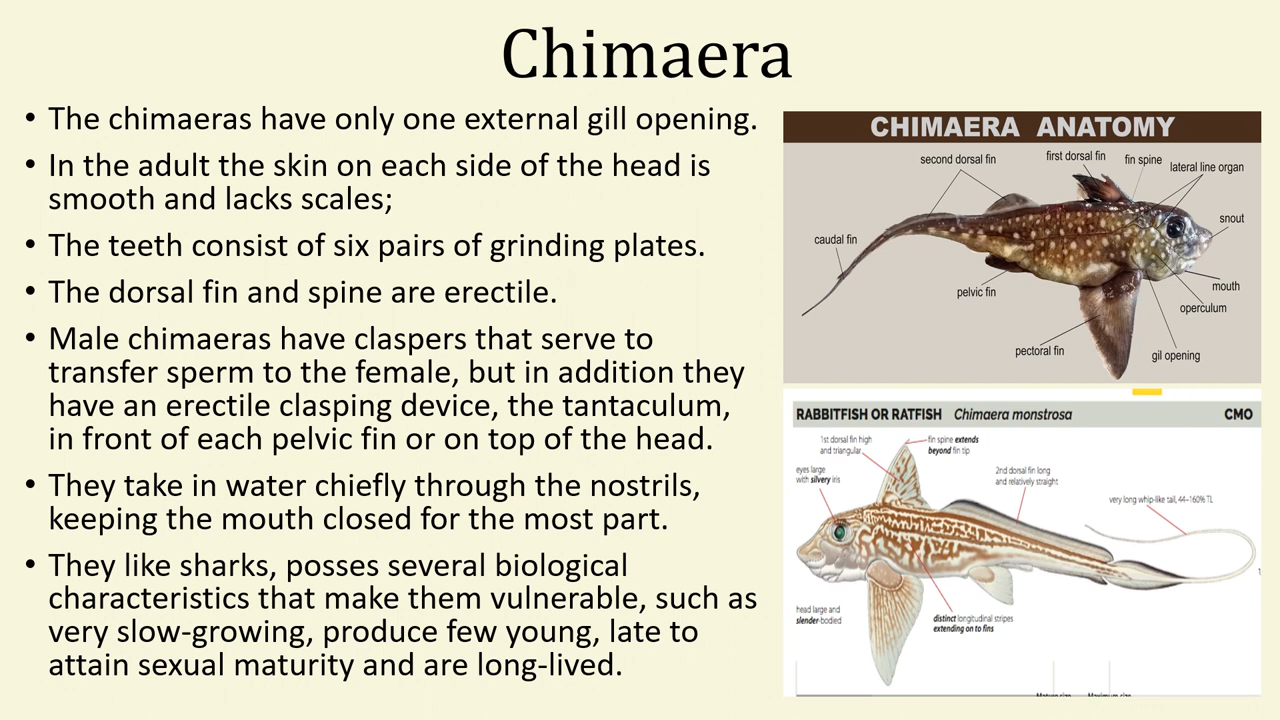 Chimaera
• The chimaeras have only one external gill opening.
• In the adult the skin on each side of the head is
smooth and lacks scales;
• The teeth consist of six pairs of grinding plates.
• The dorsal fin and spine are erectile.
• Male chimaeras have claspers that serve to
transfer sperm to the female, but in addition they
have an erectile clasping device, the tantaculum,
in front of each pelvic fin or on top of the head.
• They take in water chiefly through the nostrils,
keeping the mouth closed for the most part.
• They like sharks, posses several biological
characteristics that make them vulnerable, such as
very slow-growing, produce few young, late to
attain sexual maturity and are long-lived.
CHIMAERA ANATOMY
second dorsal fin
first dorsal fin
fin spine
lateral line organ
snout
caudal fin
mouth
pelvic fin
operculum
pectoral fin
gil opening
RABBITFISH OR RATFISH Chimaera monstrosa CMO
1st dorsal fin high
and triangular
fin spine extends
beyond fin tip
eyes large
with silvery iris
2nd dorsal fin long
and relatively straight
very long whip-like tail, 44–160% TL
head large and
slender-bodied
distinct longitudinal stripes
extending on to fins